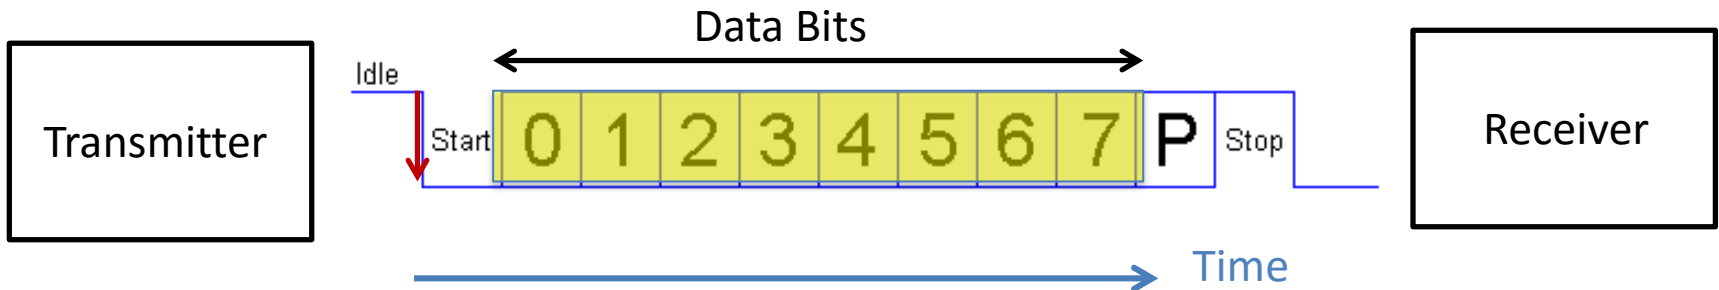 Data Bits
Idle
Transmitter
Start 0 1 2 3 4 5 6 7 P Stop
Receiver
Time